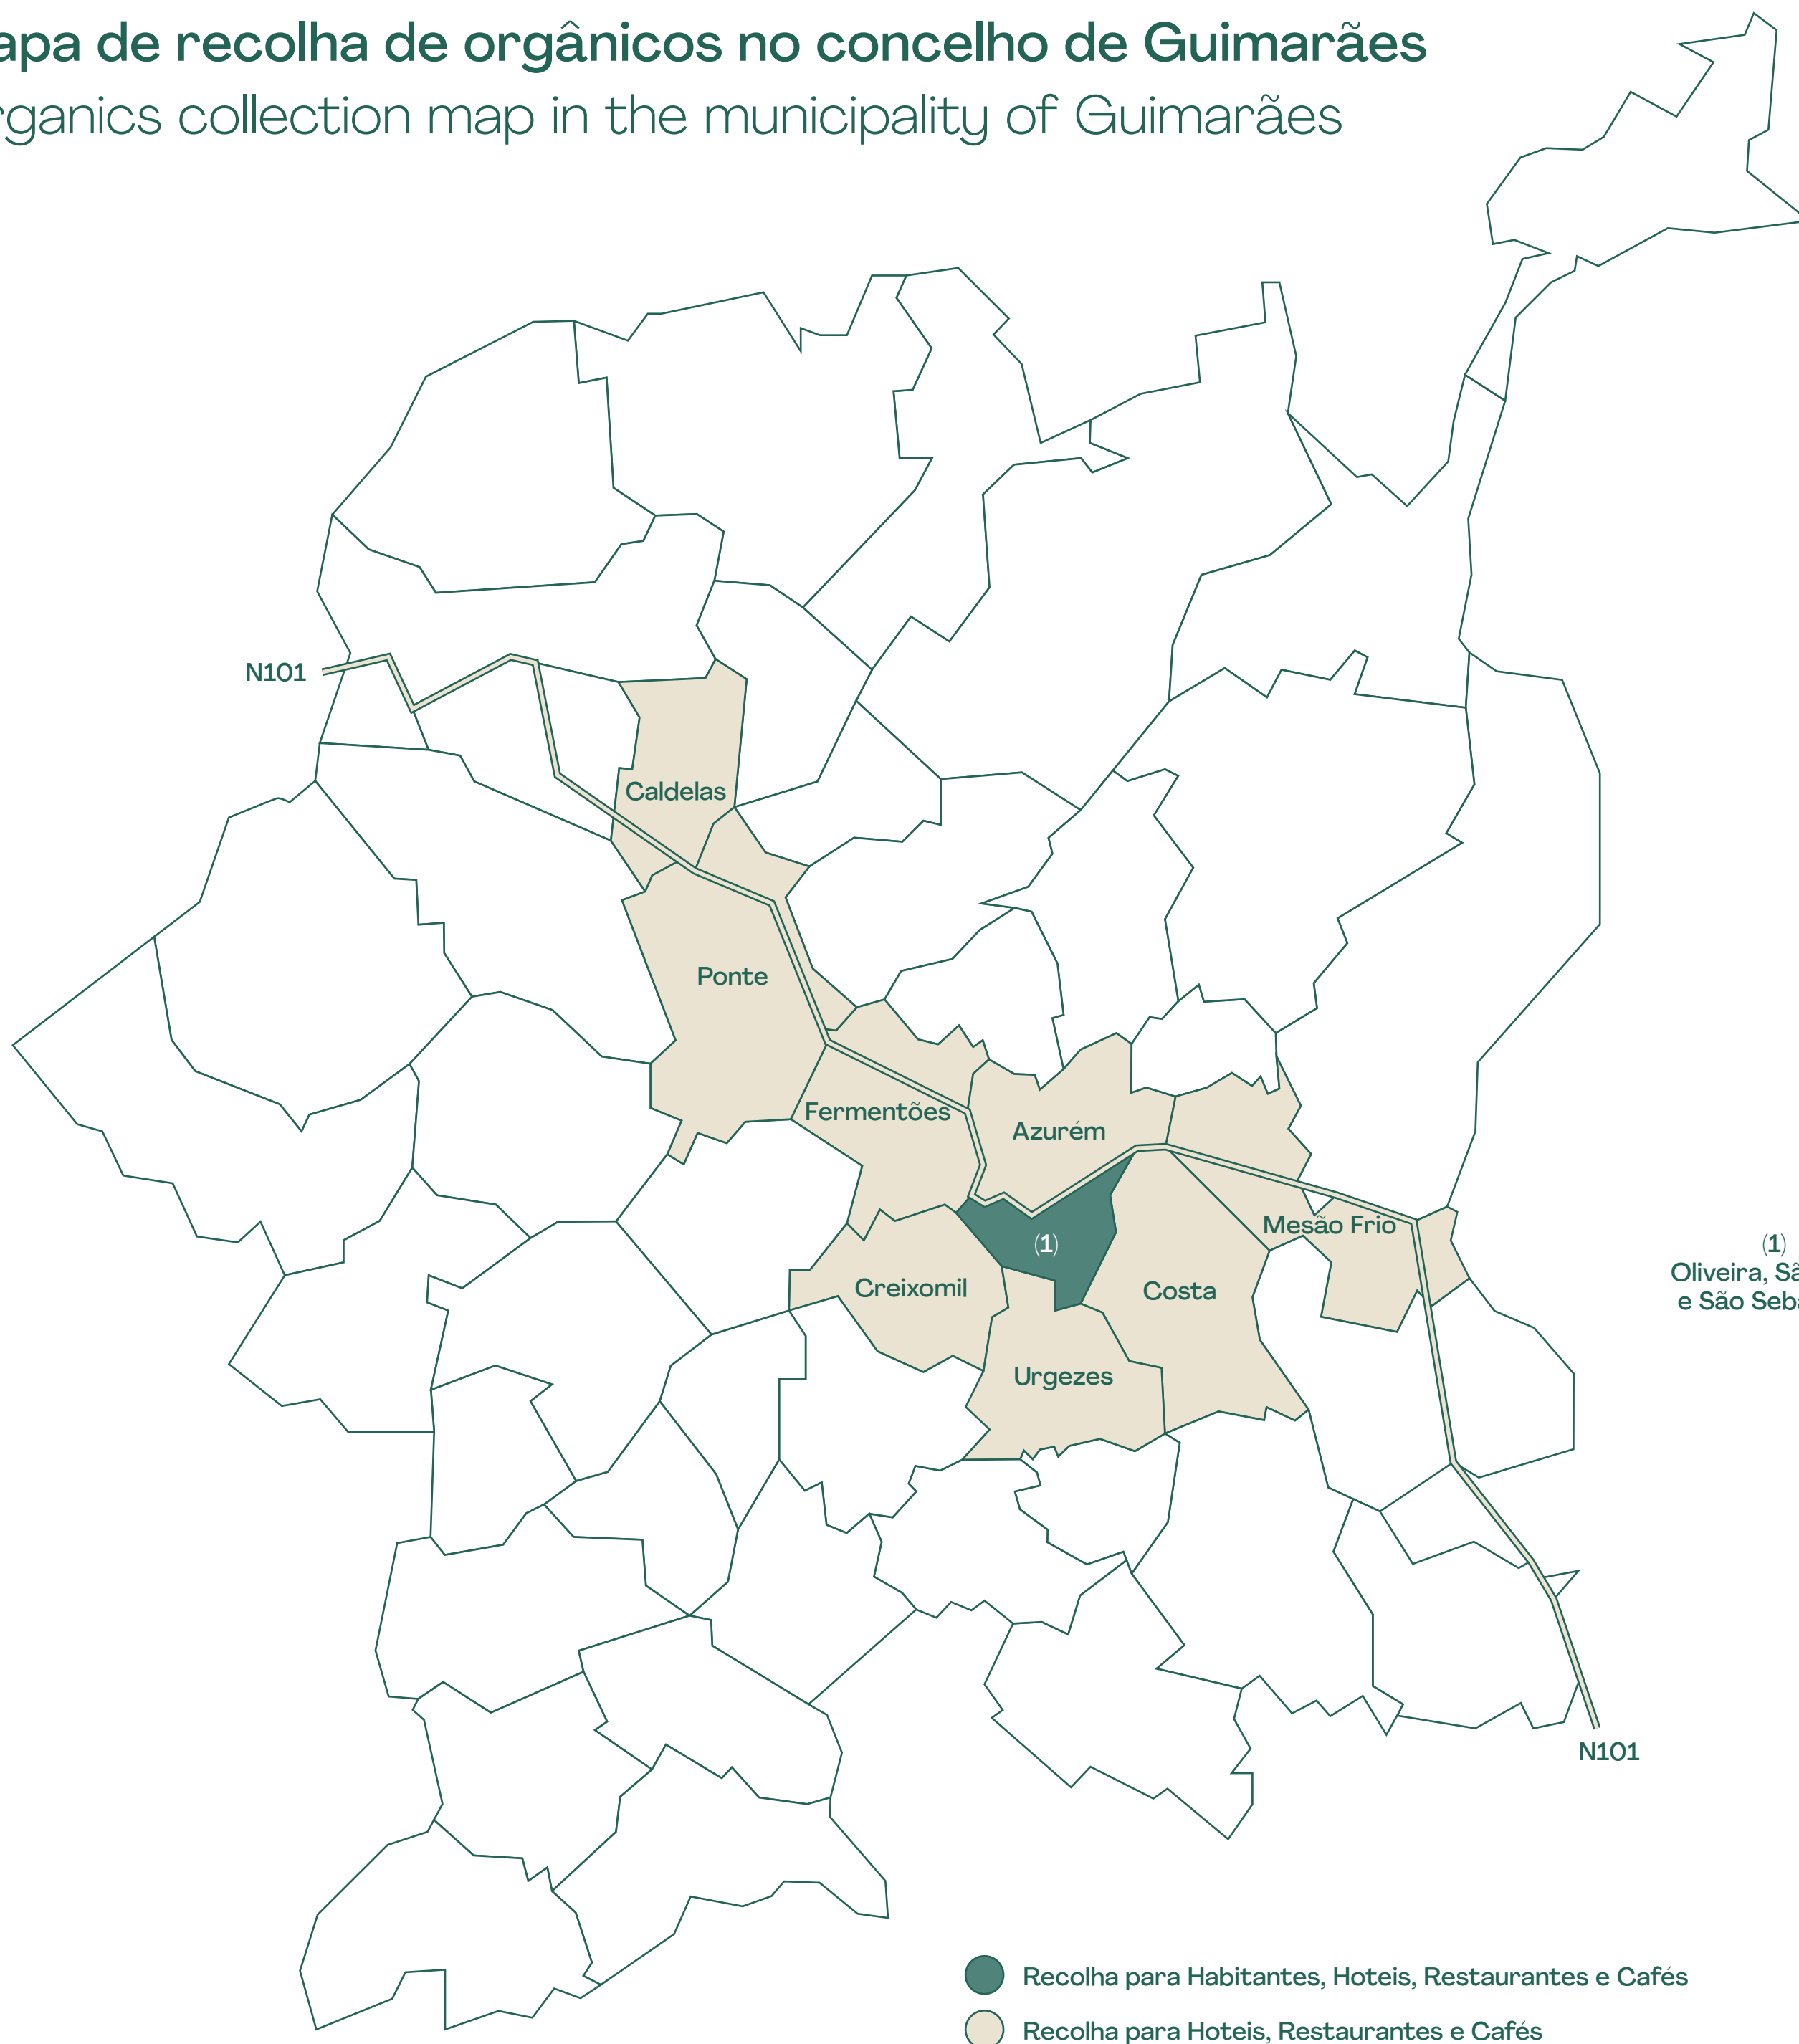 apa de recolha de orgânicos no concelho de Guimarães
rganics collection map in the municipality of Guimarães
N101
Caldelas
Ponte
Fermentões
Azurém
Mesão Frio
(1)
(1)
Oliveira, Sã
e São Seba
Creixomil
Costa
Urgezes
N101
Recolha para Habitantes, Hoteis, Restaurantes e Cafés
Recolha para Hoteis, Restaurantes e Cafés